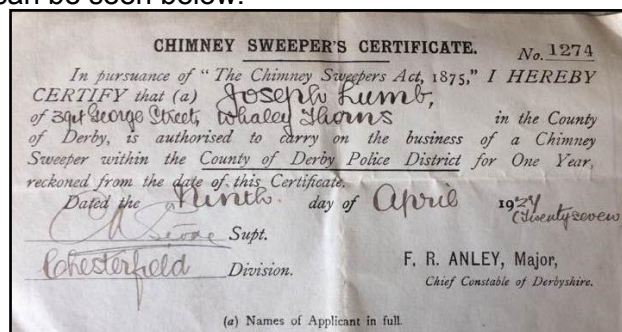 can be seen below.
CHIMNEY SWEEPER'S CERTIFICATE. No. 1274
In pursuance of "The Chimney Sweepers Act, 1875," I HEREBY
CERTIFY that (a) Joseph Lumb,
of George Street, Whaley Thorns in the County
of Derby, is authorised to carry on the business of a Chimney
Sweeper within the County of Derby Police District for One Year,
reckoned from the date of this Certificate.
Dated the Ninth day of April 19
(Twentyseven
Supt.
Chesterfield Division.
F. R. ANLEY, Major,
Chief Constable of Derbyshire.
(a) Names of Applicant in full.